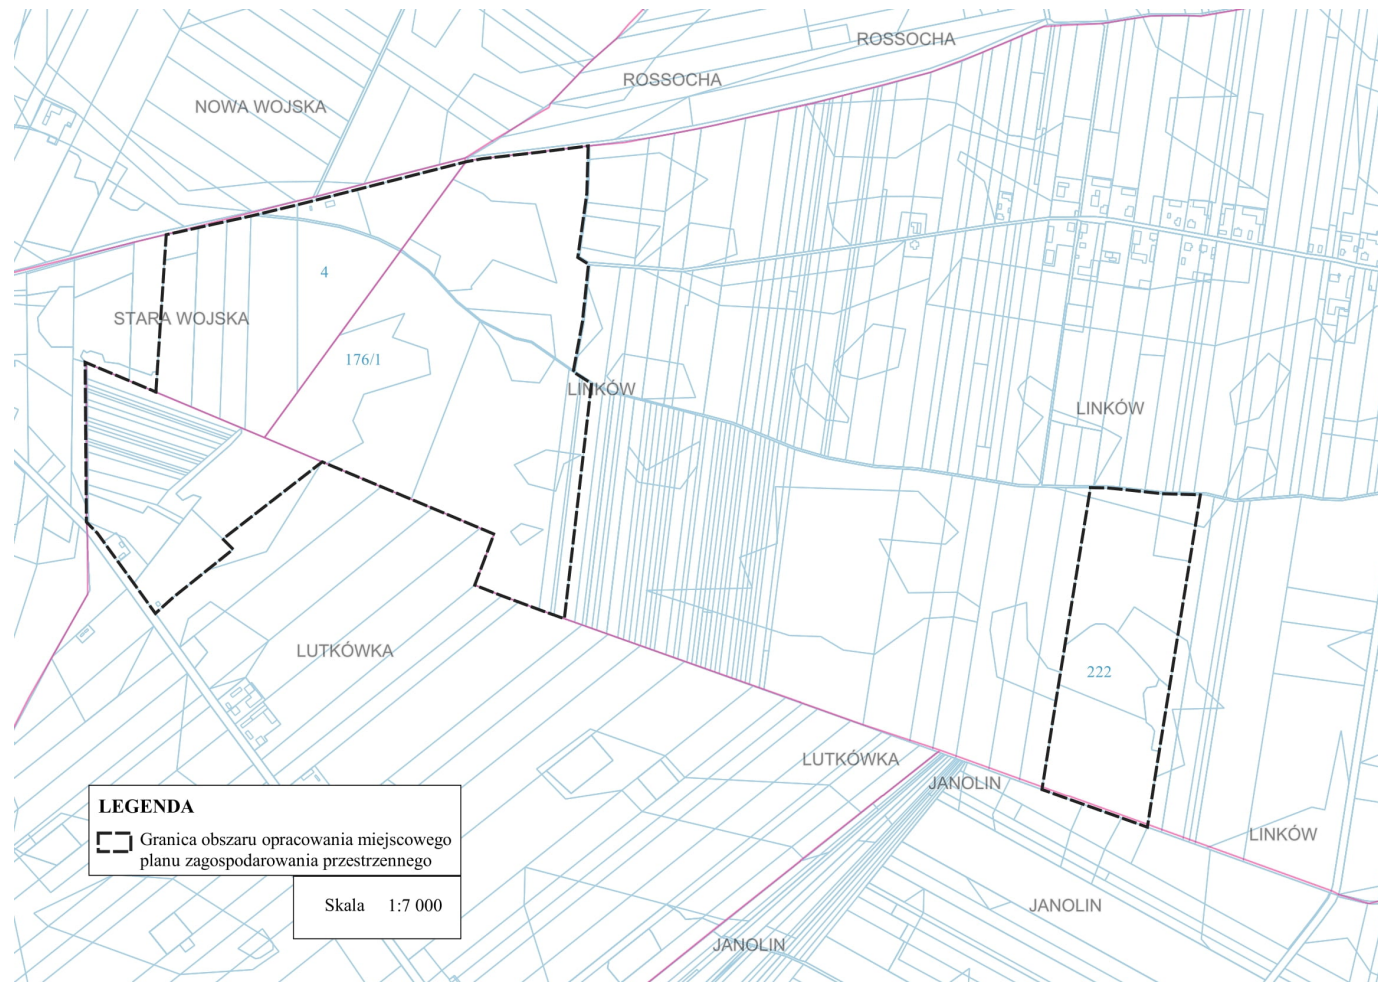 ROSSOCHA
ROSSOCHA
NOWA WOJSKA
4
STARA WOJSKA
176/1
LINKÓW
LINKÓW
LUTKÓWKA
222
LUTKÓWKA
JANOLIN
LINKÓW
JANOLIN
JANOLIN
LEGENDA
Granica obszaru opracowania miejscowego
planu zagospodarowania przestrzennego
Skala 1:7 000